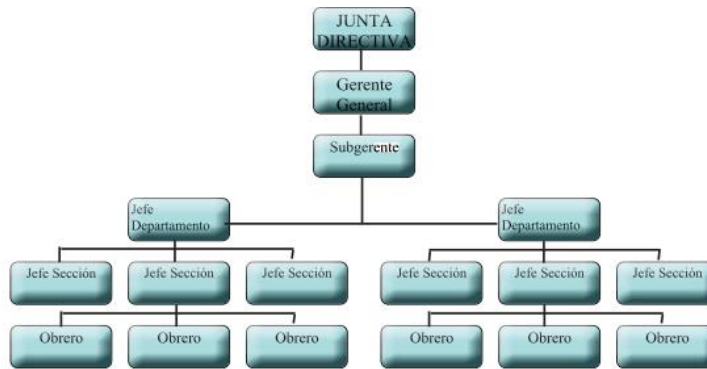 JUNTA
DIRECTIVA
Gerente
General
Subgerente
Jefe
Departamento
Jefe
Departamento
Jefe Sección
Jefe Sección
Jefe Sección
Jefe Sección
Jefe Sección
Jefe Sección
Obrero
Obrero
Obrero
Obrero
Obrero
Obrero